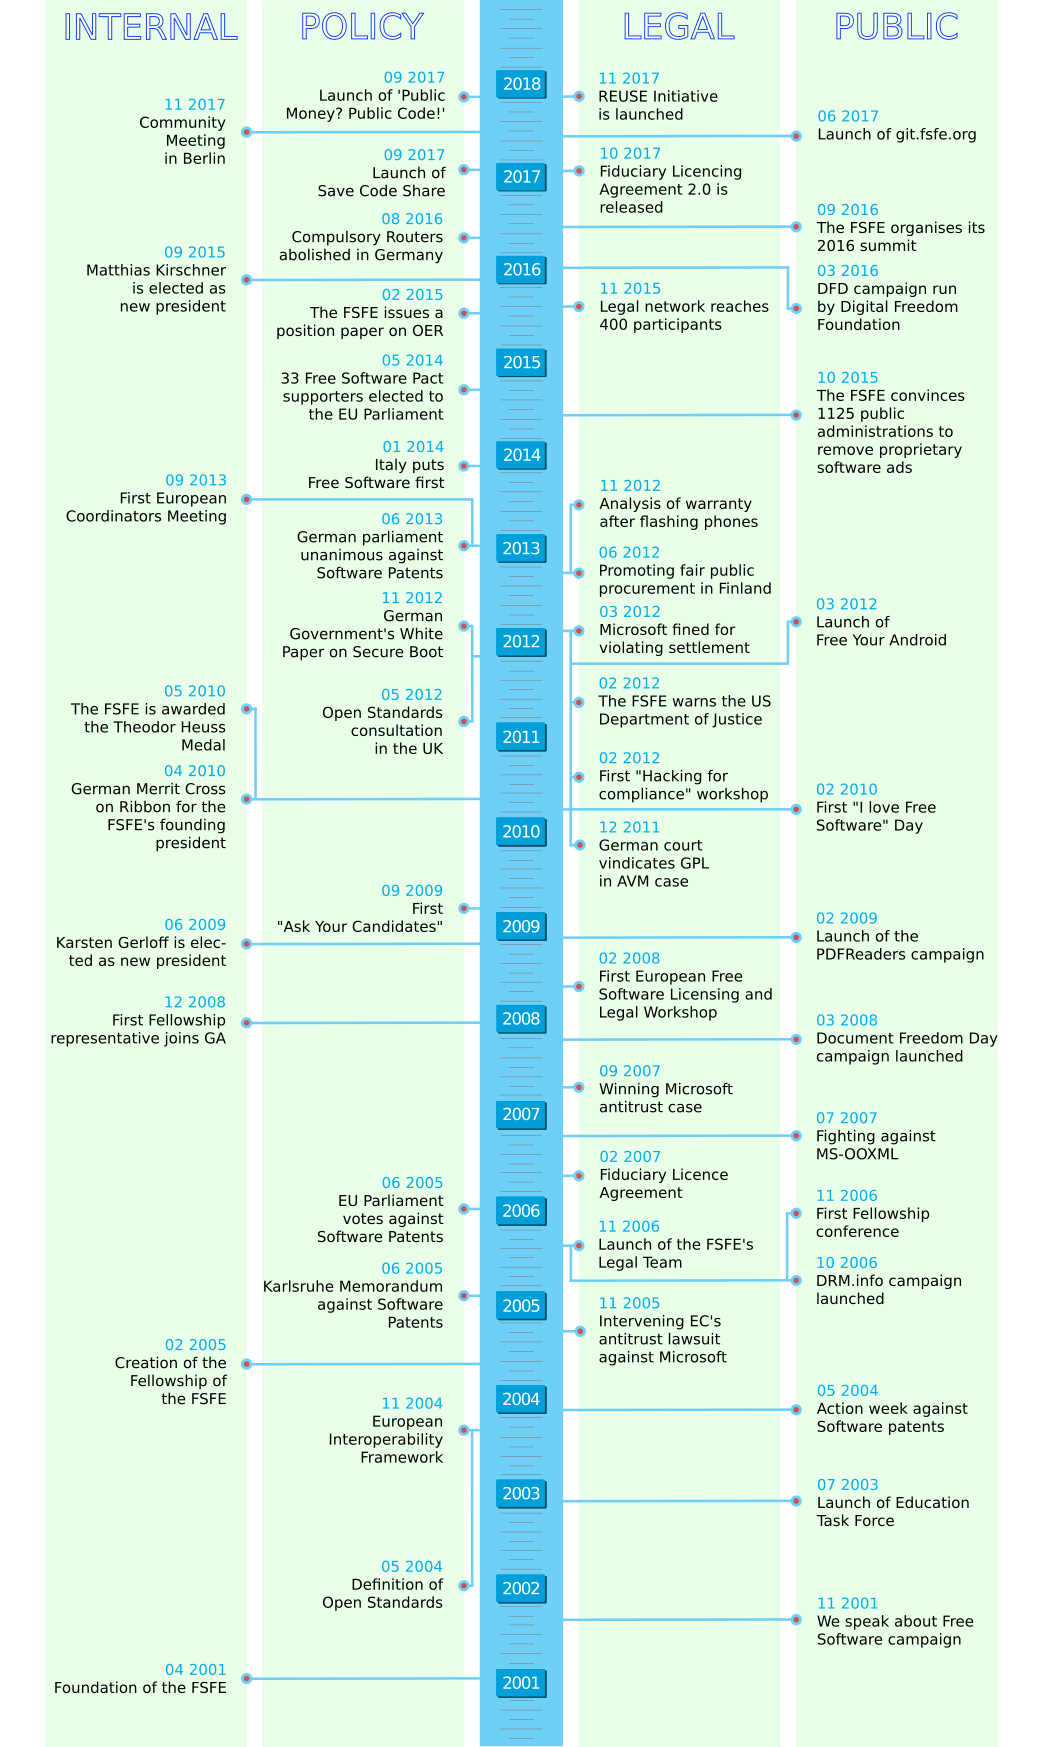 INTERNAL
POLICY
LEGAL
PUBLIC
11 2017
Community
Meeting
in Berlin
09 2015
Matthias Kirschner
is elected as
new president
09 2013
First European
Coordinators Meeting
05 2010
The FSFE is awarded
the Theodor Heuss
Medal
04 2010
German Merrit Cross
on Ribbon for the
FSFE's founding
president
06 2009
Karsten Gerloff is elec-
ted as new president
12 2008
First Fellowship
representative joins GA
02 2005
Creation of the
Fellowship of
the FSFE
04 2001
Foundation of the FSFE
09 2017
Launch of 'Public
Money? Public Code!'
09 2017
Launch of
Save Code Share
08 2016
Compulsory Routers
abolished in Germany
02 2015
The FSFE issues a
position paper on OER
05 2014
33 Free Software Pact
supporters elected to
the EU Parliament
01 2014
Italy puts
Free Software first
06 2013
German parliament
unanimous against
Software Patents
11 2012
German
Government's White
Paper on Secure Boot
05 2012
Open Standards
consultation
in the UK
09 2009
First
"Ask Your Candidates"
06 2005
EU Parliament
votes against
Software Patents
06 2005
Karlsruhe Memorandum
against Software
Patents
11 2004
European
Interoperability
Framework
05 2004
Definition of
Open Standards
2018
2017
2016
2015
2014
2013
2012
2011
2010
2009
2008
2007
2006
2005
2004
2003
2002
2001
11 2017
REUSE Initiative
is launched
10 2017
Fiduciary Licencing
Agreement 2.0 is
released
11 2015
Legal network reaches
400 participants
11 2012
Analysis of warranty
after flashing phones
06 2012
Promoting fair public
procurement in Finland
03 2012
Microsoft fined for
violating settlement
02 2012
The FSFE warns the US
Department of Justice
02 2012
First "Hacking for
compliance" workshop
12 2011
German court
vindicates GPL
in AVM case
02 2008
First European Free
Software Licensing and
Legal Workshop
09 2007
Winning Microsoft
antitrust case
02 2007
Fiduciary Licence
Agreement
11 2006
Launch of the FSFE's
Legal Team
11 2005
Intervening EC's
antitrust lawsuit
against Microsoft
06 2017
Launch of git.fsfe.org
09 2016
The FSFE organises its
2016 summit
03 2016
DFD campaign run
by Digital Freedom
Foundation
10 2015
The FSFE convinces
1125 public
administrations to
remove proprietary
software ads
03 2012
Launch of
Free Your Android
02 2010
First "I love Free
Software" Day
02 2009
Launch of the
PDFReaders campaign
03 2008
Document Freedom Day
campaign launched
07 2007
Fighting against
MS-OOXML
11 2006
First Fellowship
conference
10 2006
DRM.info campaign
launched
05 2004
Action week against
Software patents
07 2003
Launch of Education
Task Force
11 2001
We speak about Free
Software campaign